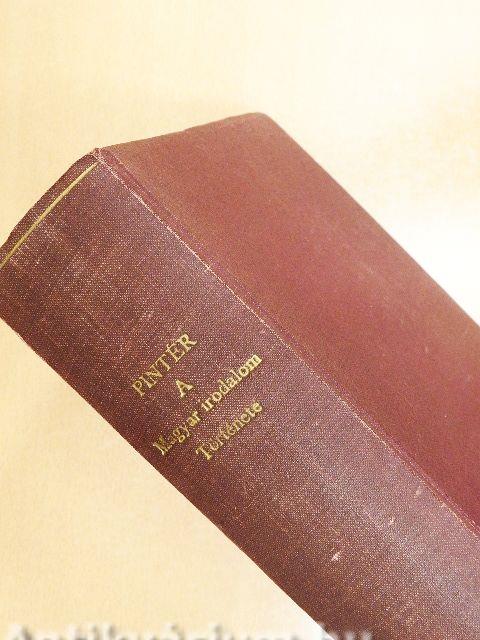 PINTÉR
A
Magyar irodalom
Története